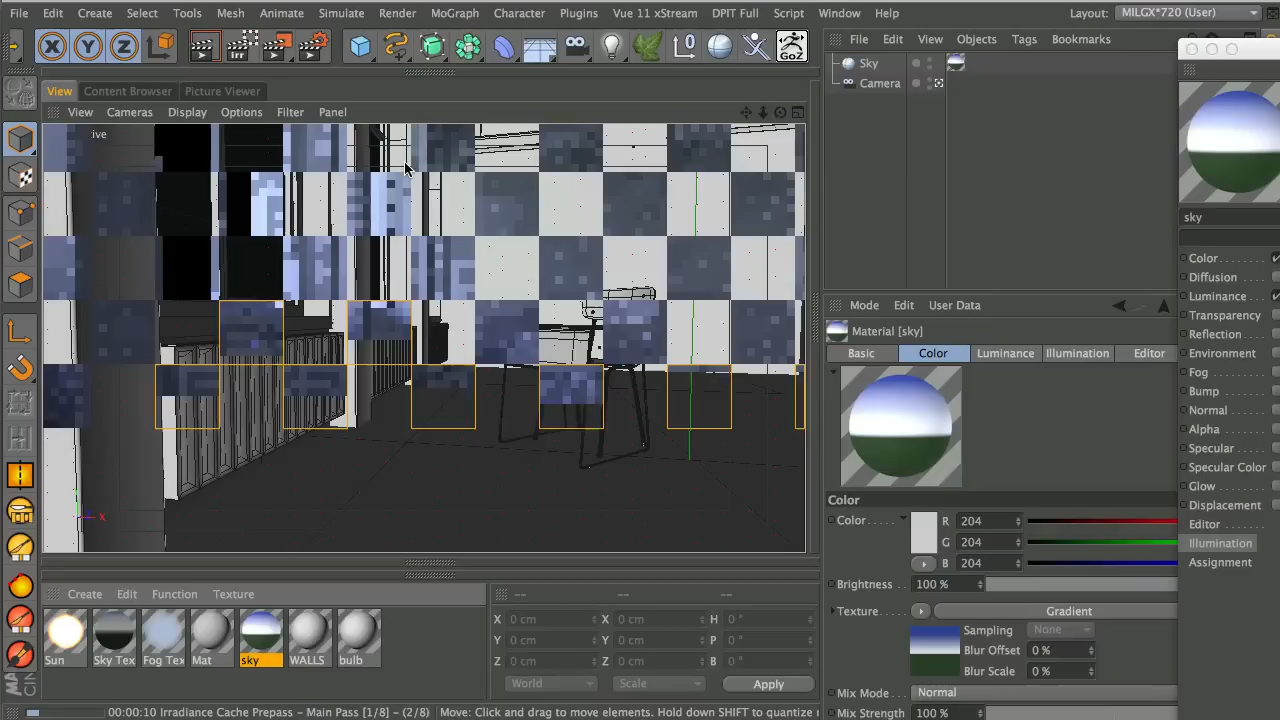 File Edit Create Select Tools Mesh Animate Simulate Render MoGraph Character Plugins Vue 11 xStream DPIT Full Script Window Help Layout: MILGX*720 (User)
X Y Z GoZ
File Edit View Objects Tags Bookmarks
Sky
Camera
View Content Browser Picture Viewer
View Cameras Display Options Filter Panel
ive
x
Mode Edit User Data
Material [sky]
Basic Color Luminance Illumination Editor
Color
Color R 204
G 204
B 204
Brightness 100 %
Texture Gradient
Sampling None
Blur Offset 0 %
Blur Scale 0 %
Mix Mode Normal
Mix Strength 100 %
sky
Color
Diffusion
Luminance
Transparency
Reflection
Environment
Fog
Bump
Normal
Alpha
Specular
Specular Color
Glow
Displacement
Editor
Illumination
Assignment
Create Edit Function Texture
Sun Sky Tex Fog Tex Mat sky WALLS bulb
-- -- --
X 0 cm X 0 cm H 0 °
Y 0 cm Y 0 cm P 0 °
Z 0 cm Z 0 cm B 0 °
World Scale Apply
00:00:10 Irradiance Cache Prepass - Main Pass [1/8] - (2/8) Move: Click and drag to move elements. Hold down SHIFT to quantize